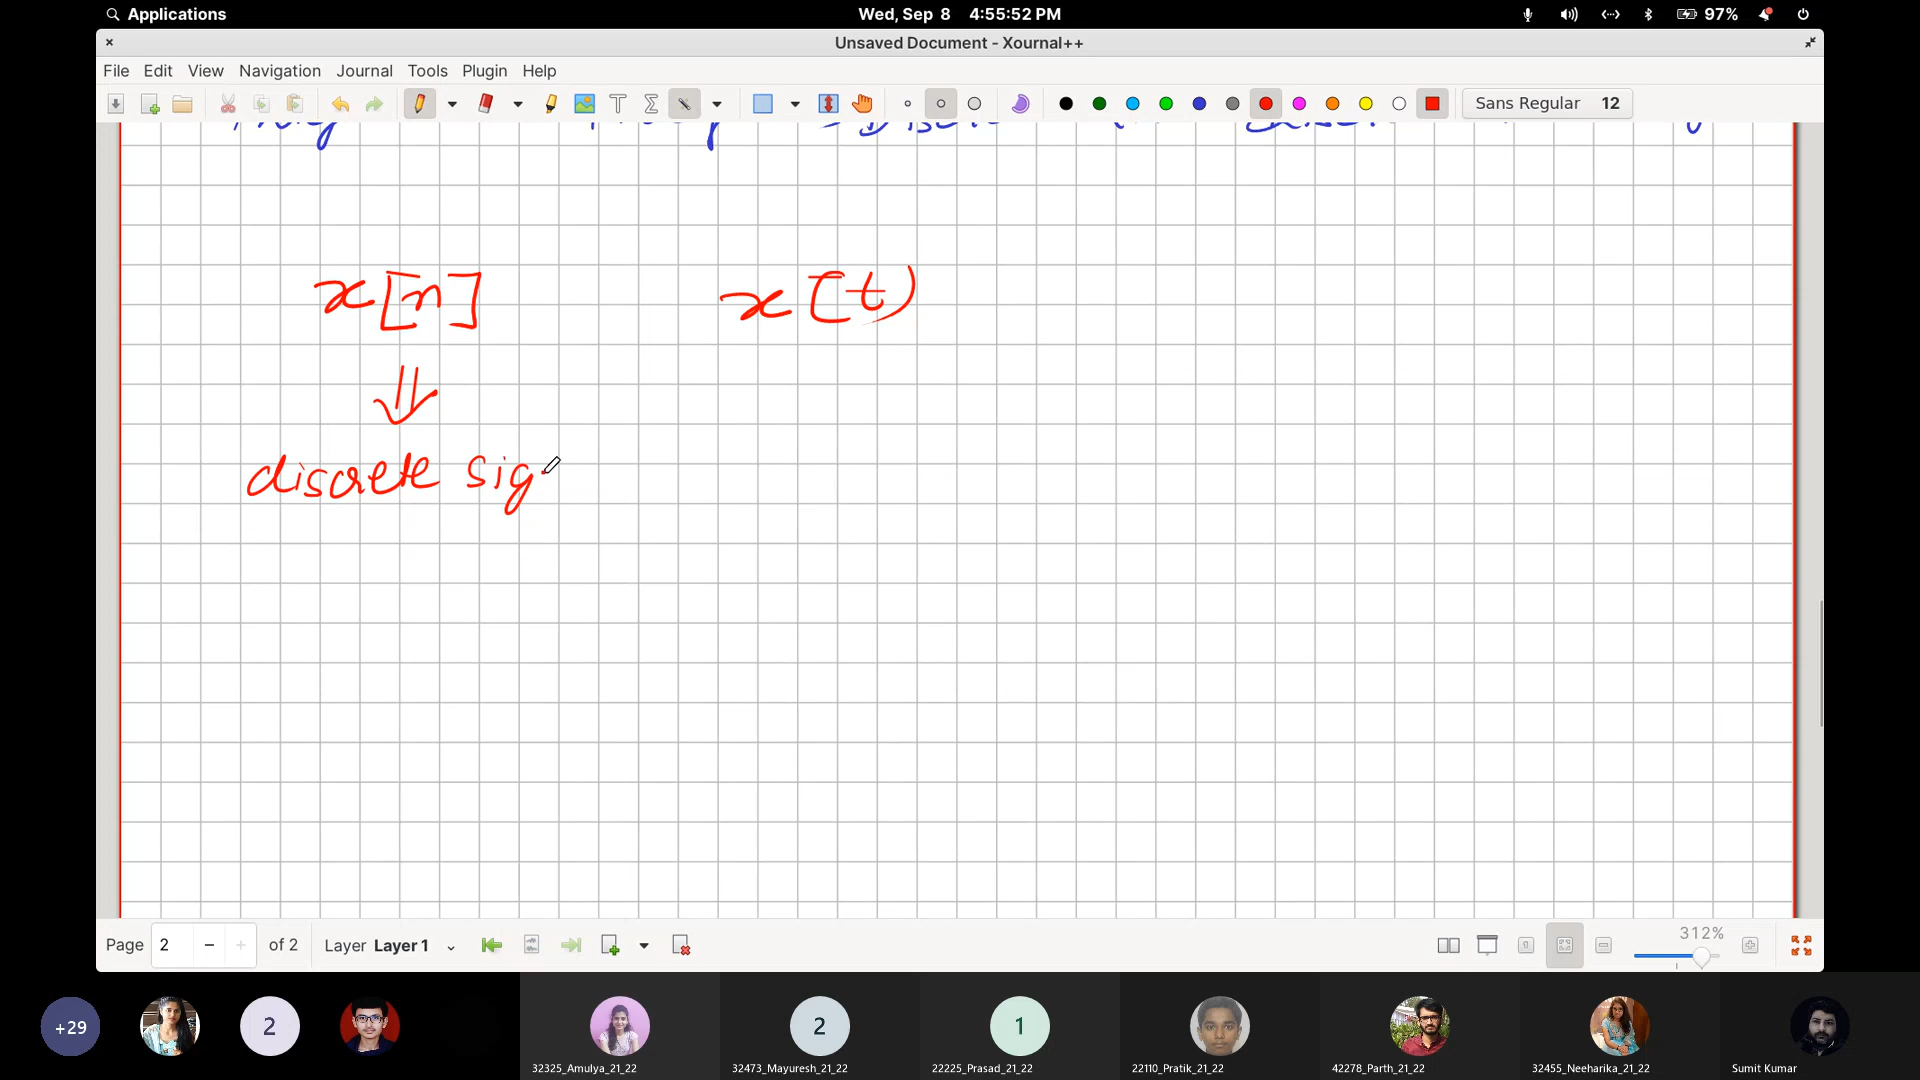 Applications
Wed, Sep 8 4:55:52 PM
97%
Unsaved Document - Xournal++
File Edit View Navigation Journal Tools Plugin Help
Sans Regular 12
x[n] x(t)
discrete sig
Page 2 of 2 Layer Layer 1
312%
+29
2
2
1
32325_Amulya_21_22
32473_Mayuresh_21_22
22225_Prasad_21_22
22110_Pratik_21_22
42278_Parth_21_22
32455_Neeharika_21_22
Sumit Kumar